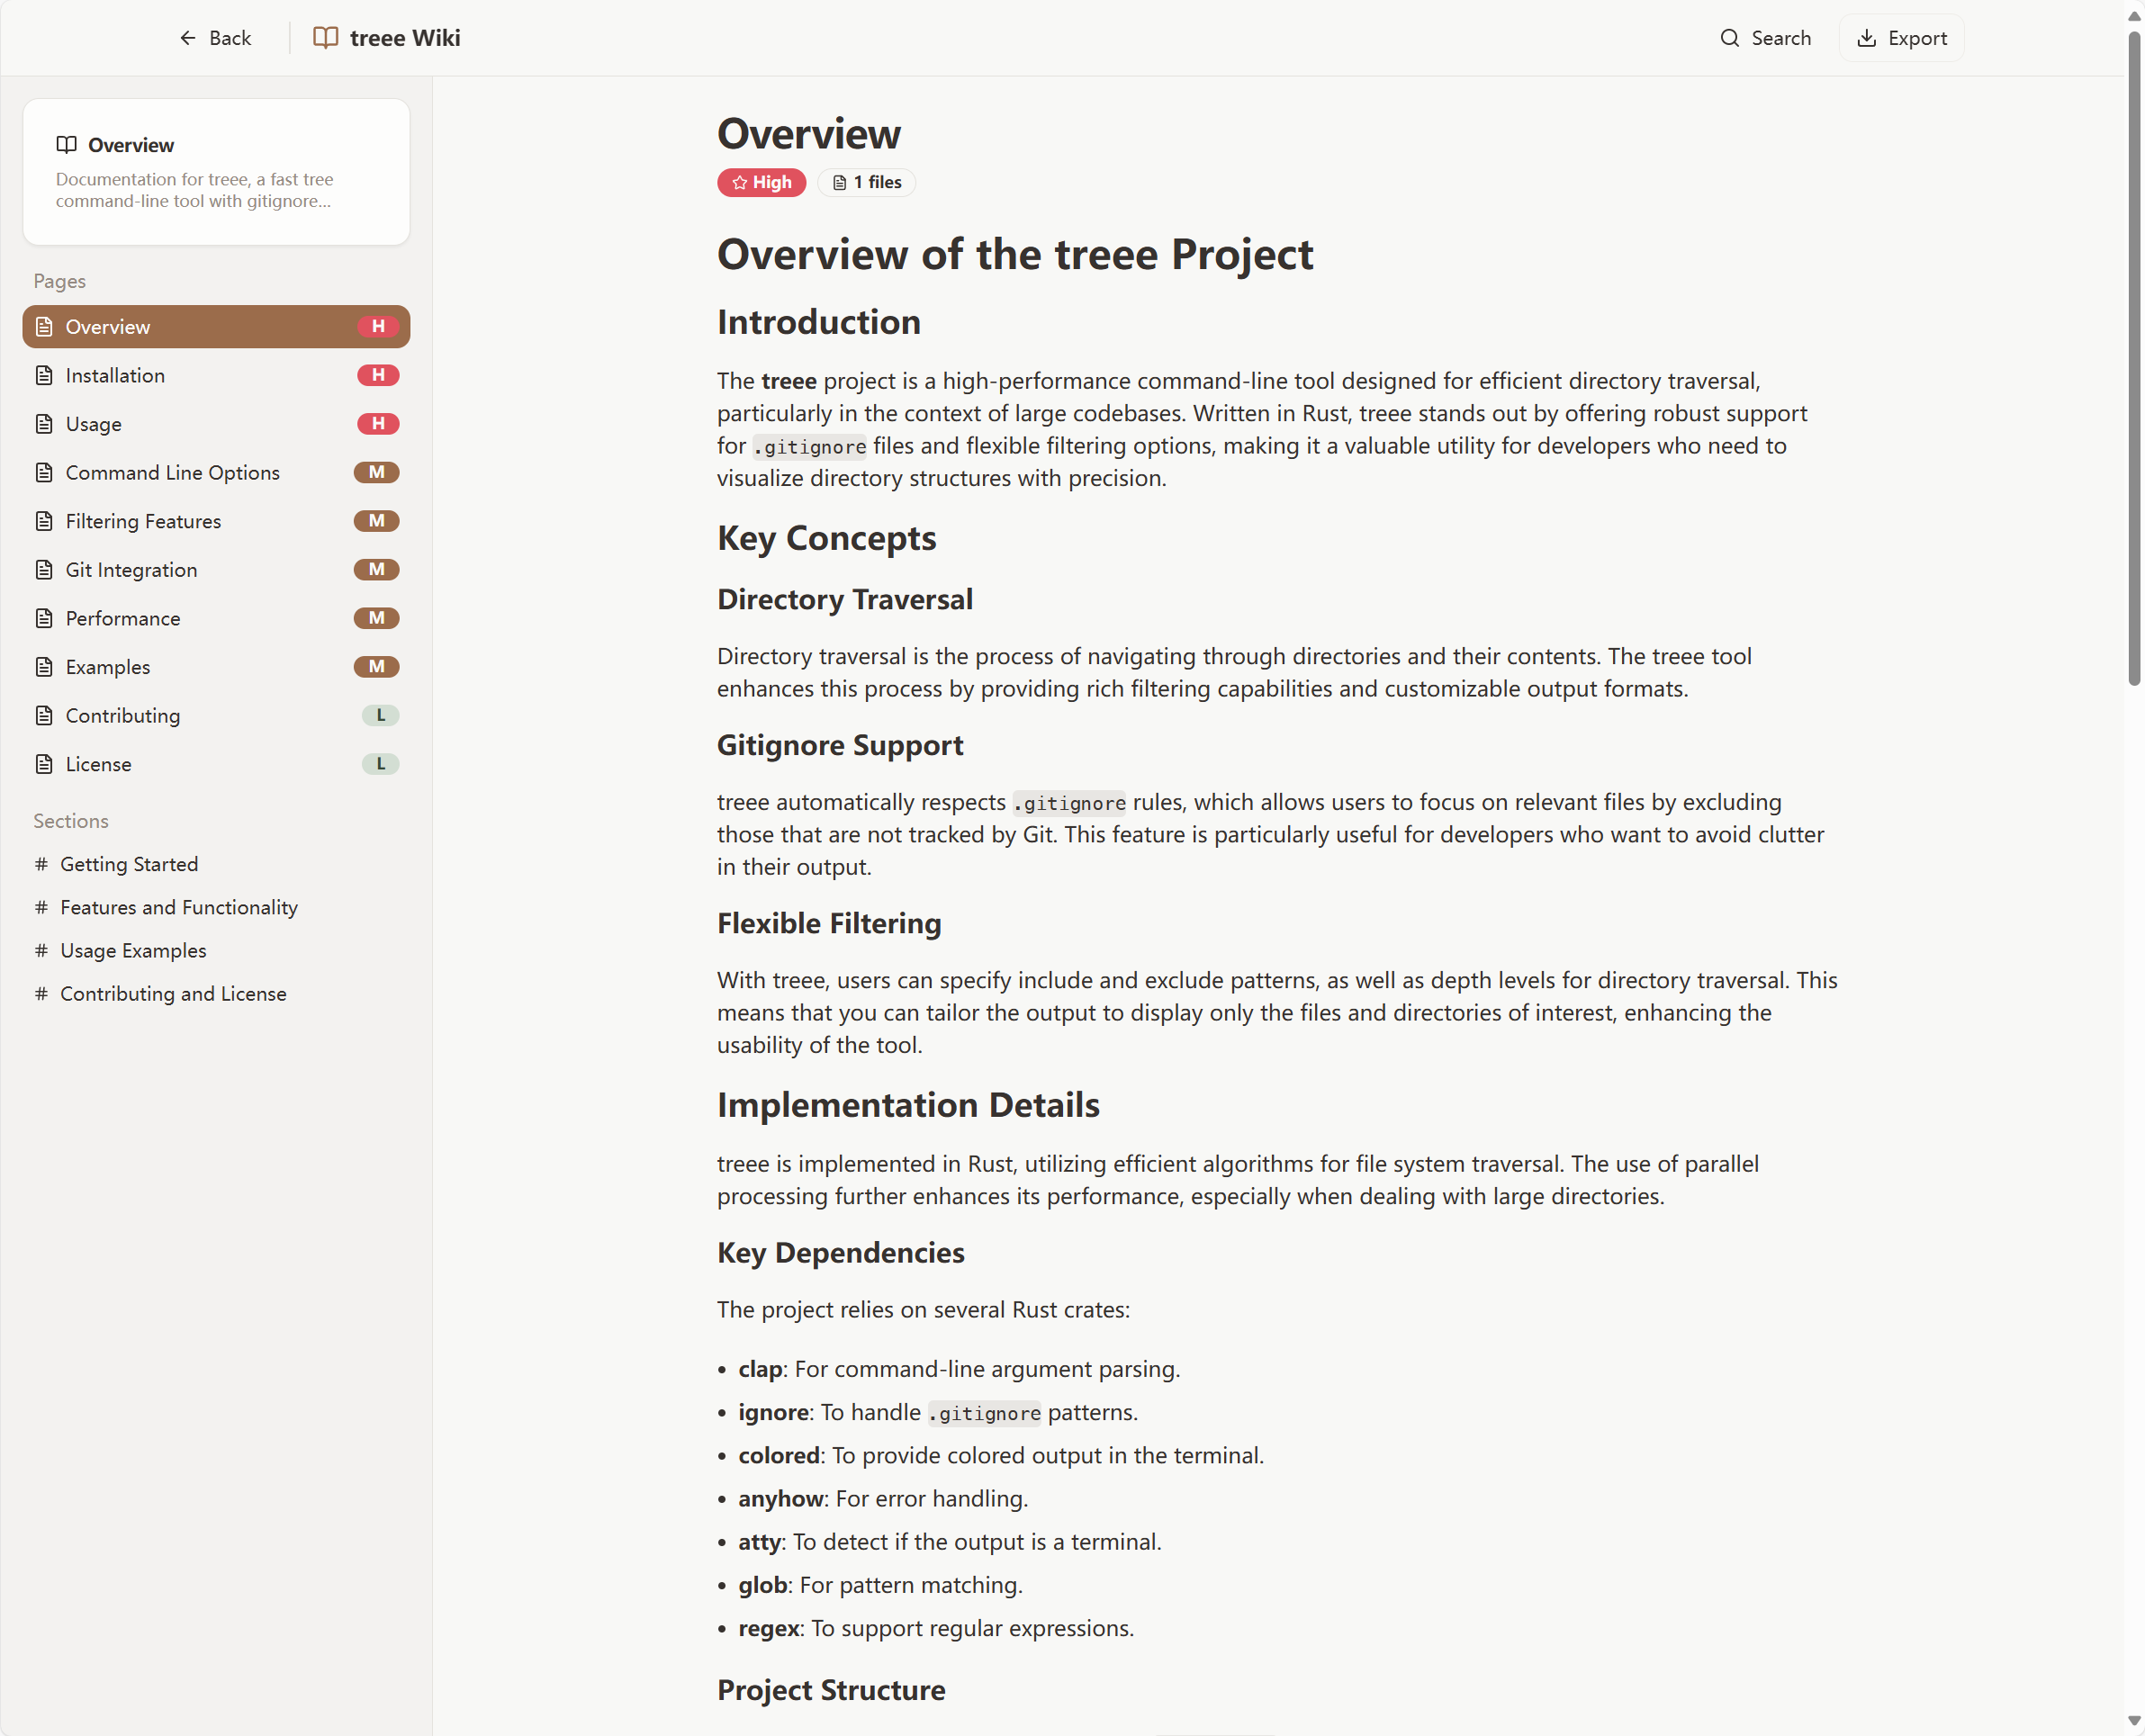 Back
treee Wiki
Search
Export
Overview
Documentation for treee, a fast tree
command-line tool with gitignore...
Pages
Overview H
Installation H
Usage H
Command Line Options M
Filtering Features M
Git Integration M
Performance M
Examples M
Contributing L
License L
Sections
# Getting Started
# Features and Functionality
# Usage Examples
# Contributing and License
Overview
High 1 files
Overview of the treee Project
Introduction
The treee project is a high-performance command-line tool designed for efficient directory traversal,
particularly in the context of large codebases. Written in Rust, treee stands out by offering robust support
for .gitignore files and flexible filtering options, making it a valuable utility for developers who need to
visualize directory structures with precision.
Key Concepts
Directory Traversal
Directory traversal is the process of navigating through directories and their contents. The treee tool
enhances this process by providing rich filtering capabilities and customizable output formats.
Gitignore Support
treee automatically respects .gitignore rules, which allows users to focus on relevant files by excluding
those that are not tracked by Git. This feature is particularly useful for developers who want to avoid clutter
in their output.
Flexible Filtering
With treee, users can specify include and exclude patterns, as well as depth levels for directory traversal. This
means that you can tailor the output to display only the files and directories of interest, enhancing the
usability of the tool.
Implementation Details
treee is implemented in Rust, utilizing efficient algorithms for file system traversal. The use of parallel
processing further enhances its performance, especially when dealing with large directories.
Key Dependencies
The project relies on several Rust crates:
• clap: For command-line argument parsing.
• ignore: To handle .gitignore patterns.
• colored: To provide colored output in the terminal.
• anyhow: For error handling.
• atty: To detect if the output is a terminal.
• glob: For pattern matching.
• regex: To support regular expressions.
Project Structure